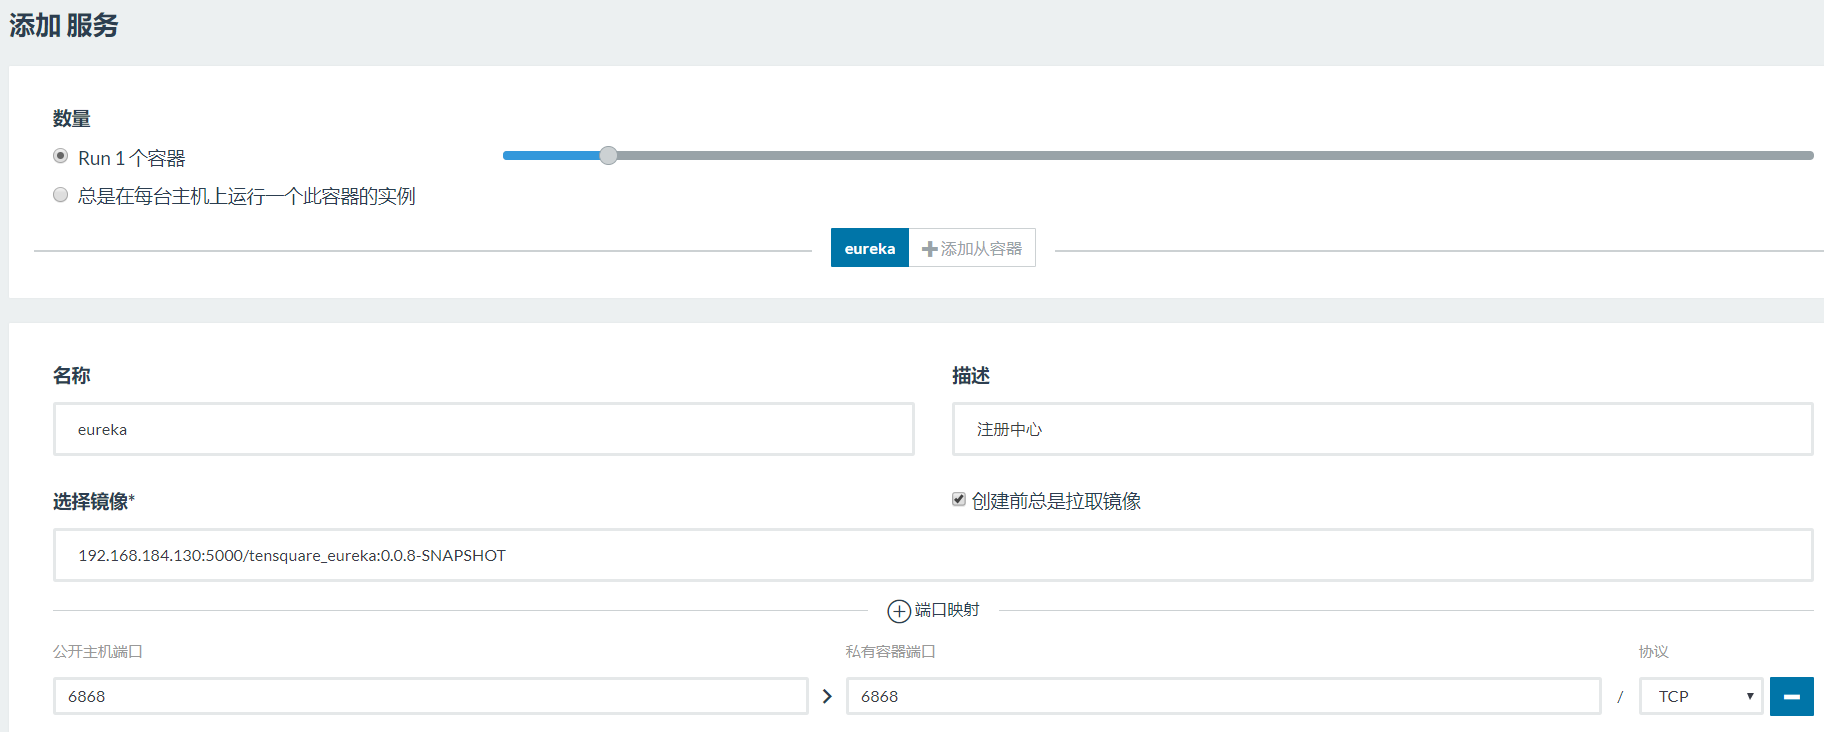 添加 服务
数量
Run 1 个容器
总是在每台主机上运行一个此容器的实例
eureka 添加从容器
名称 描述
eureka 注册中心
选择镜像* 创建前总是拉取镜像
192.168.184.130:5000/tensquare_eureka:0.0.8-SNAPSHOT
端口映射
公开主机端口 私有容器端口 协议
6868 6868 / TCP